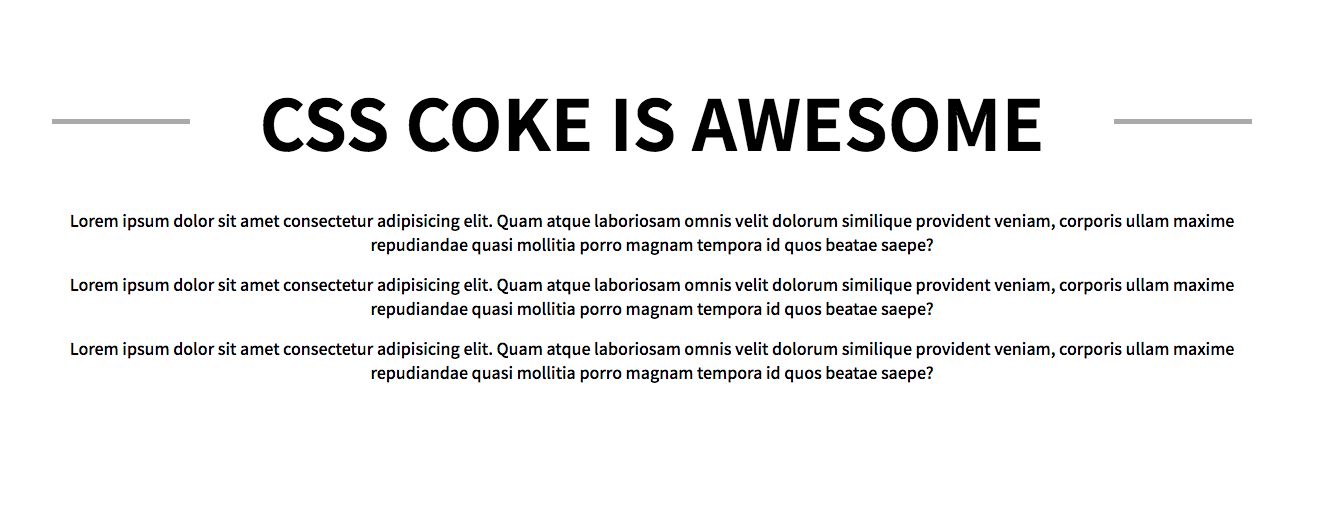 CSS COKE IS AWESOME
Lorem ipsum dolor sit amet consectetur adipisicing elit. Quam atque laboriosam omnis velit dolorum similique provident veniam, corporis ullam maxime
repudiandae quasi mollitia porro magnam tempora id quos beatae saepe?
Lorem ipsum dolor sit amet consectetur adipisicing elit. Quam atque laboriosam omnis velit dolorum similique provident veniam, corporis ullam maxime
repudiandae quasi mollitia porro magnam tempora id quos beatae saepe?
Lorem ipsum dolor sit amet consectetur adipisicing elit. Quam atque laboriosam omnis velit dolorum similique provident veniam, corporis ullam maxime
repudiandae quasi mollitia porro magnam tempora id quos beatae saepe?